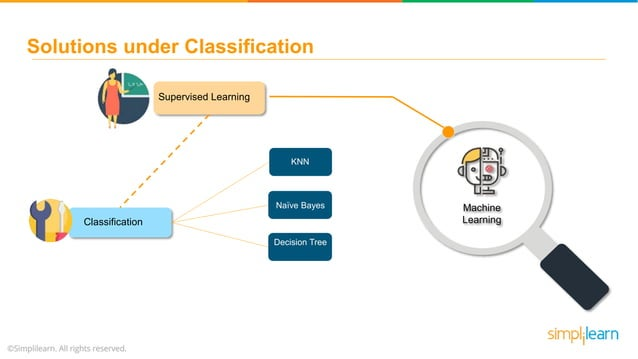 Solutions under Classification
Supervised Learning
KNN
Naïve Bayes
Decision Tree
Classification
Machine
Learning
simplilearn
©Simplilearn. All rights reserved.